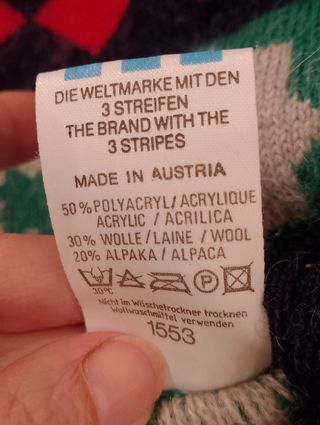 DIE WELTMARKE MIT DEN
3 STREIFEN
THE BRAND WITH THE
3 STRIPES
MADE IN AUSTRIA
50% POLYACRYL/ACRYLIQUE
ACRYLIC / ACRILICA
30% WOLLE/LAINE/WOOL
20% ALPAKA/ALPACA
30°C P
Nicht im Wäschetrockner trocknen
Wollwaschmittel verwenden
1553